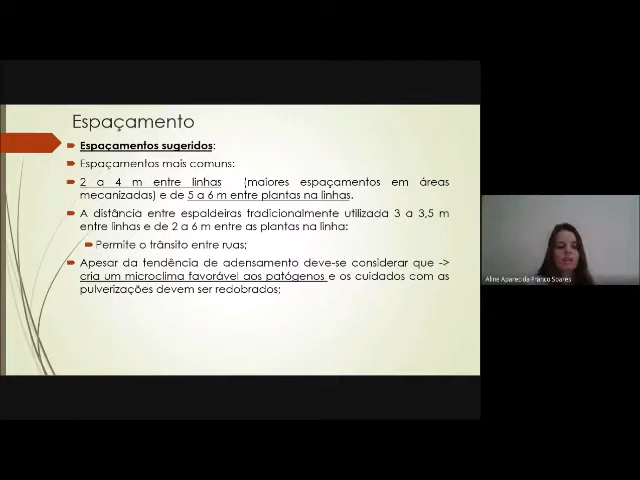 Espaçamento
Espaçamentos sugeridos:
Espaçamentos mais comuns:
2 a 4 m entre linhas (maiores espaçamentos em áreas
mecanizadas) e de 5 a 6 m entre plantas na linhas.
A distância entre espaldeiras tradicionalmente utilizada 3 a 3,5 m
entre linhas e de 2 a 6 m entre as plantas na linha:
Permite o trânsito entre ruas;
Apesar da tendência de adensamento deve-se considerar que ->
cria um microclima favorável aos patógenos e os cuidados com as
pulverizações devem ser redobrados;
Aline Aparecida Franco Soares